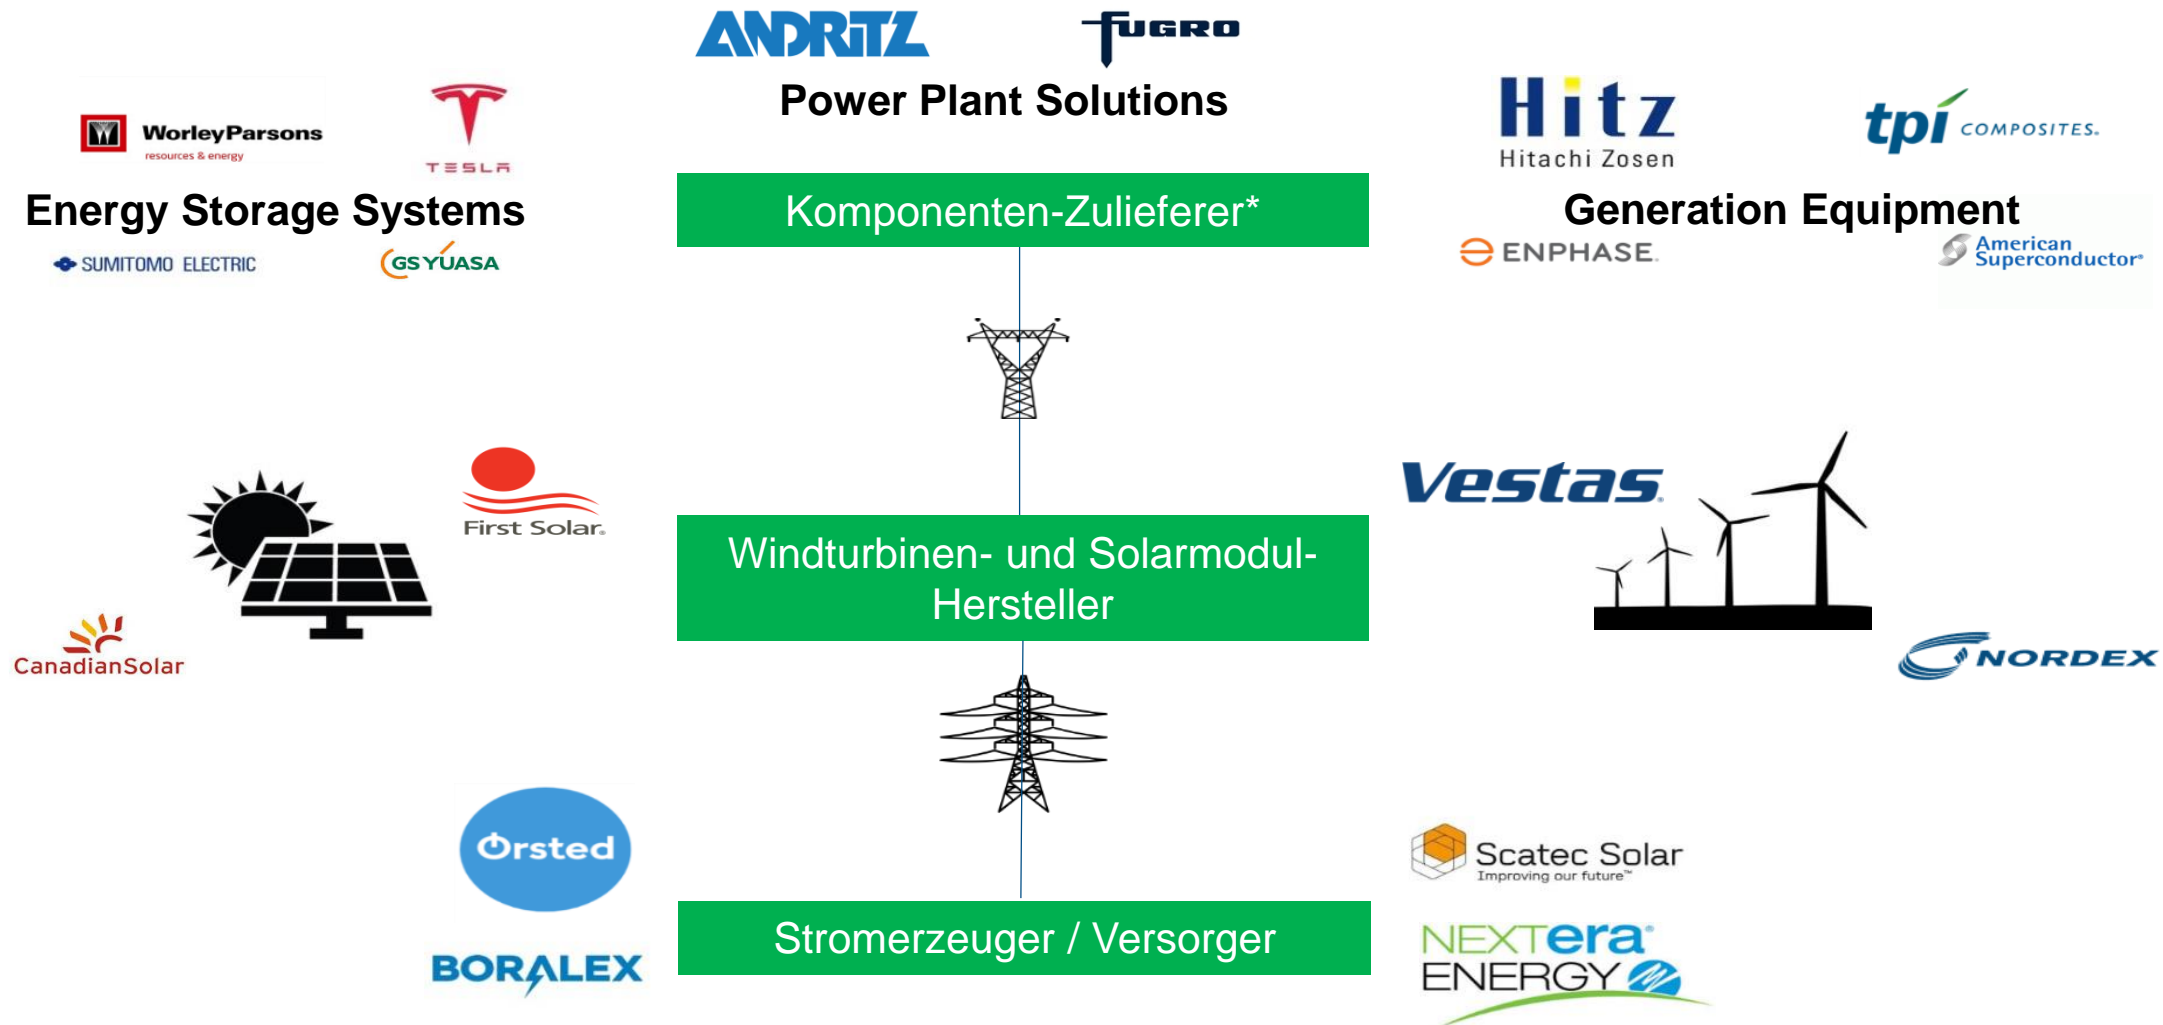 ANDRITZ
FUGRO
Power Plant Solutions
WorleyParsons
resources & energy
TESLA
Energy Storage Systems
SUMITOMO ELECTRIC
GS YUASA
Komponenten-Zulieferer*
Hitz
Hitachi Zosen
tpi COMPOSITES.
Generation Equipment
ENPHASE.
American
Superconductor®
First Solar.
CanadianSolar
Windturbinen- und Solarmodul-
Hersteller
Vestas.
NORDEX
Ørsted
BORALEX
Stromerzeuger / Versorger
Scatec Solar
Improving our future™
NEXTera®
ENERGY